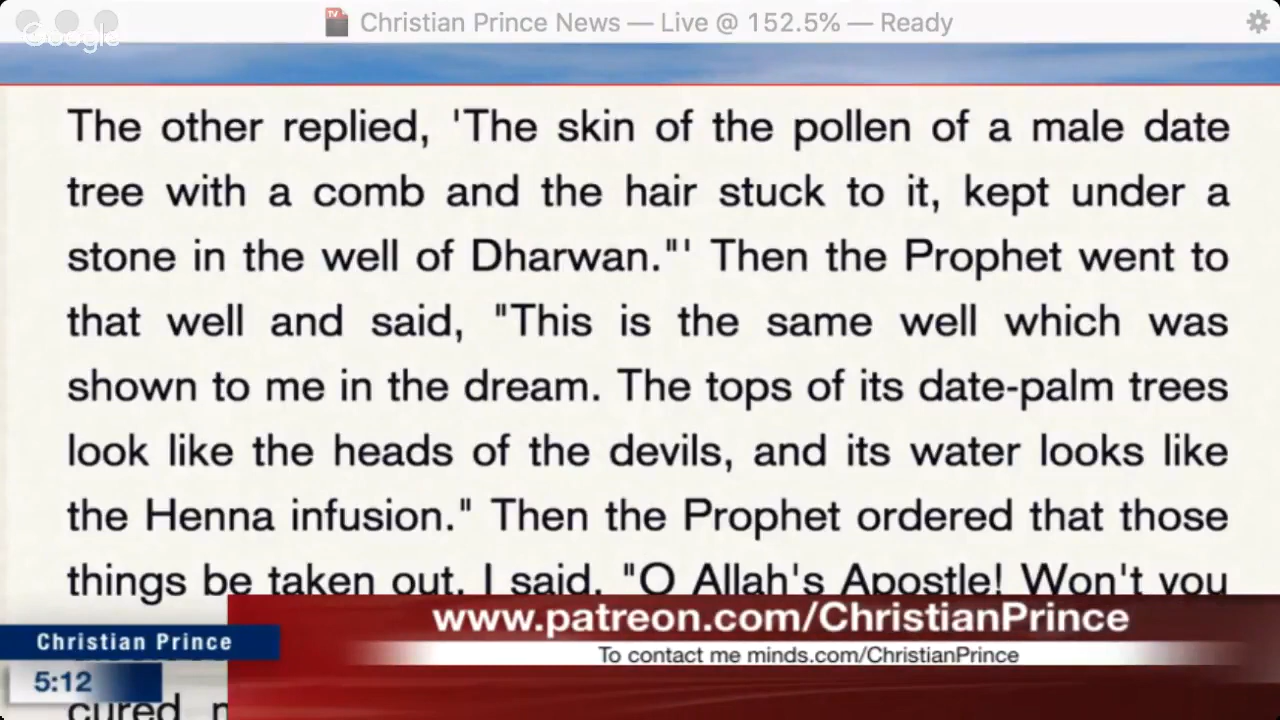 Christian Prince News — Live @ 152.5% — Ready
Google
TV
The other replied, 'The skin of the pollen of a male date
tree with a comb and the hair stuck to it, kept under a
stone in the well of Dharwan."' Then the Prophet went to
that well and said, "This is the same well which was
shown to me in the dream. The tops of its date-palm trees
look like the heads of the devils, and its water looks like
the Henna infusion." Then the Prophet ordered that those
things be taken out. I said, "O Allah's Apostle! Won't you
www.patreon.com/ChristianPrince
Christian Prince
To contact me minds.com/ChristianPrince
5:12
cured